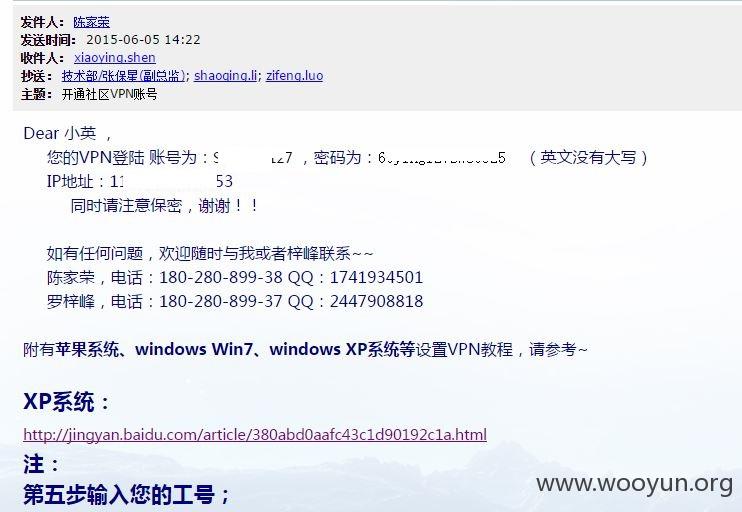 发件人： 陈家荣
发送时间： 2015-06-05 14:22
收件人： xiaoying.shen
抄送： 技术部/张保星(副总监); shaoqing.li; zifeng.luo
主题： 开通社区VPN账号
Dear 小英 ，
您的VPN登陆 账号为： ，密码为： （英文没有大写）
IP地址：
同时请注意保密，谢谢！！
如有任何问题，欢迎随时与我或者梓峰联系~~
陈家荣，电话：180-280-899-38 QQ：1741934501
罗梓峰，电话：180-280-899-37 QQ：2447908818
附有苹果系统、windows Win7、windows XP系统等设置VPN教程，请参考~
XP系统：
http://jingyan.baidu.com/article/380abd0aafc43c1d90192c1a.html
注：
第五步输入您的工号；
www.wooyun.org